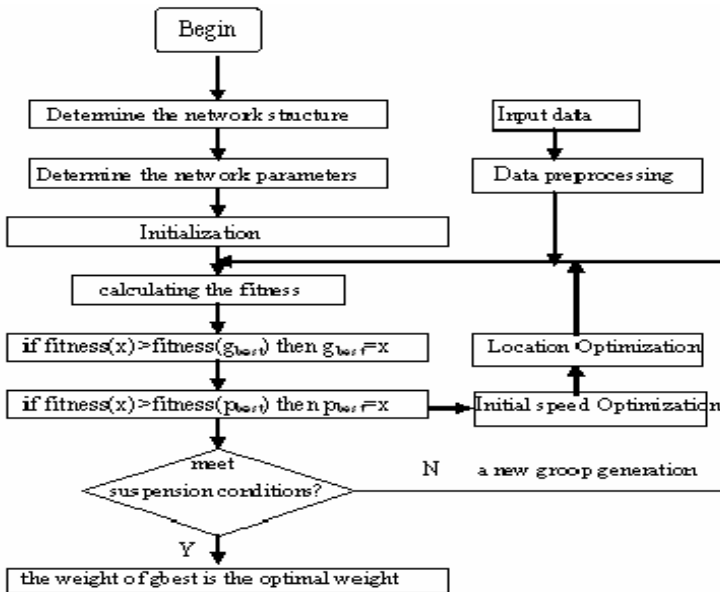 Begin
Determine the network structure
Input data
Determine the network parameters
Data preprocessing
Initialization
calculating the fitness
if fitness(x)>fitness(gbest) then gbest=x
Location Optimization
if fitness(x)>fitness(pbest) then pbest=x
Initial speed Optimization
meet
suspension conditions?
N a new groop generation
Y
the weight of gbest is the optimal weight